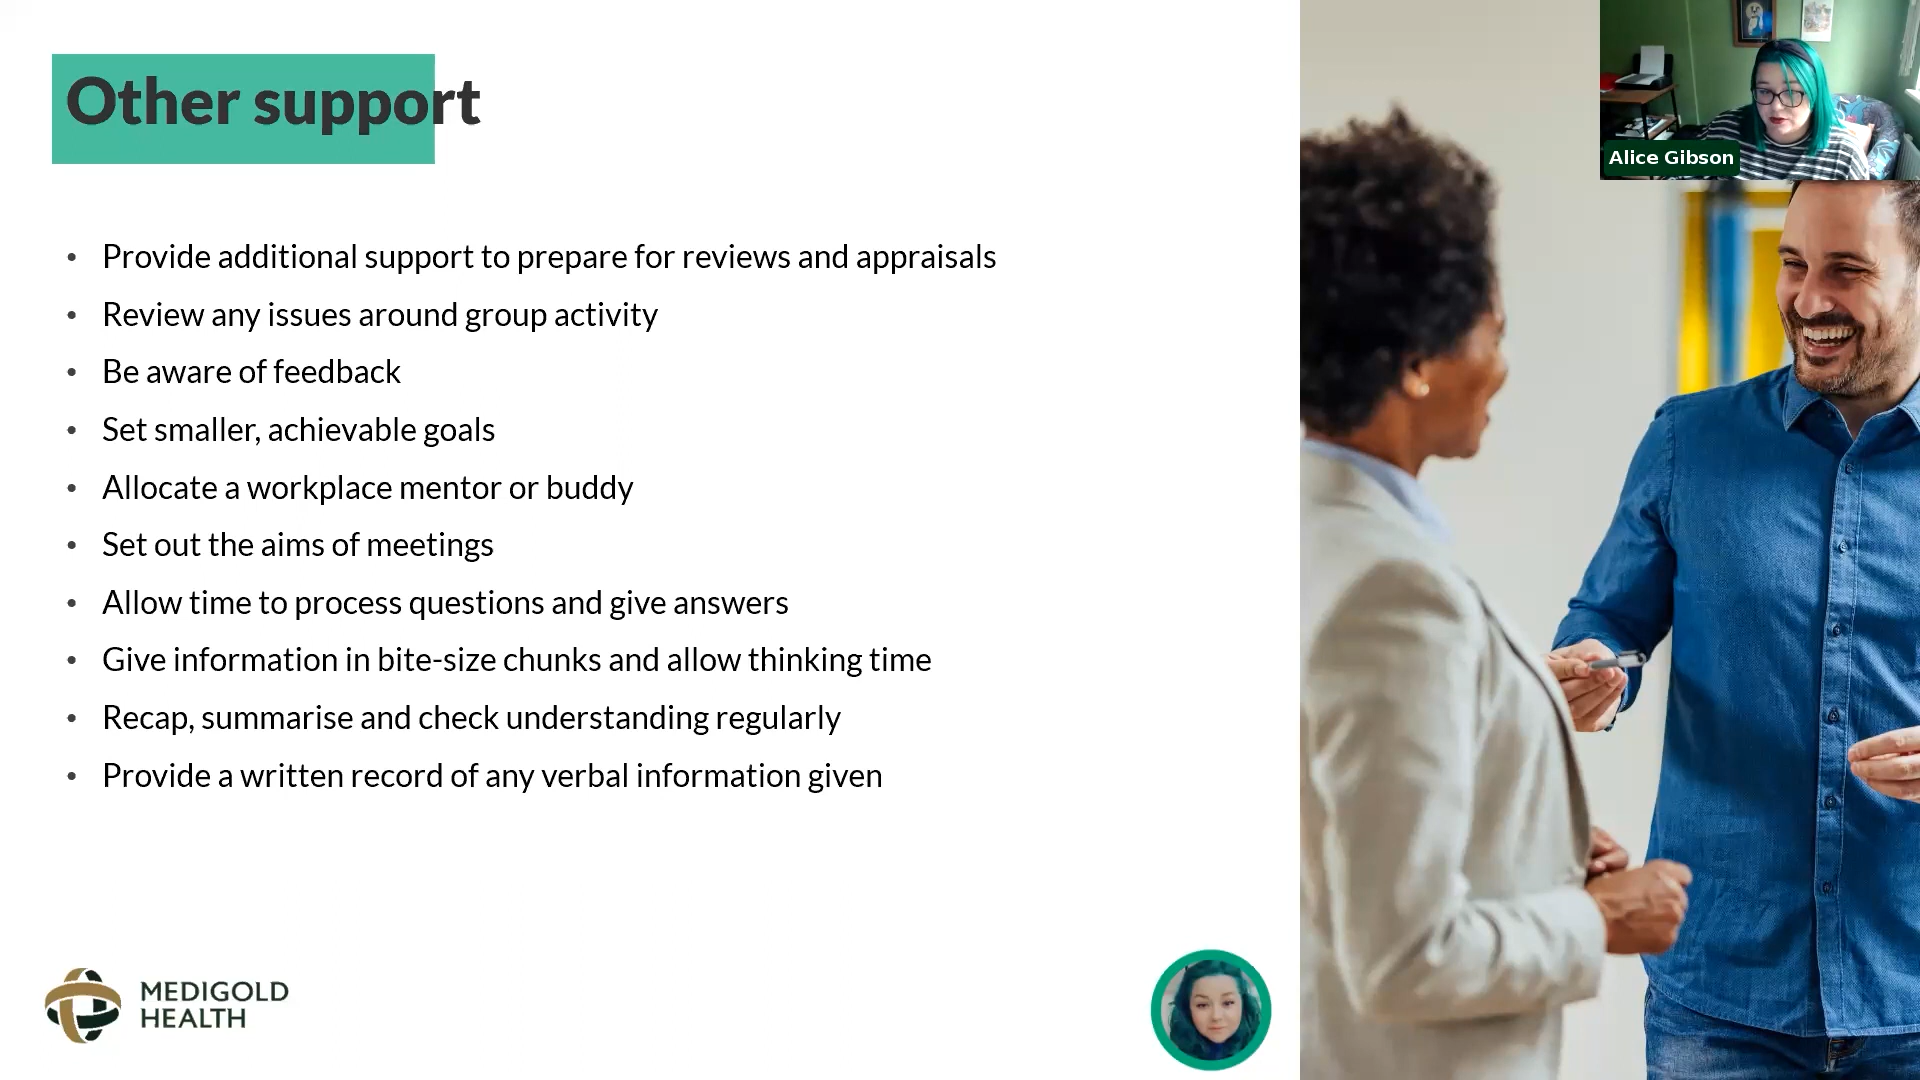 Other support
Alice Gibson
• Provide additional support to prepare for reviews and appraisals
• Review any issues around group activity
• Be aware of feedback
• Set smaller, achievable goals
• Allocate a workplace mentor or buddy
• Set out the aims of meetings
• Allow time to process questions and give answers
• Give information in bite-size chunks and allow thinking time
• Recap, summarise and check understanding regularly
• Provide a written record of any verbal information given
MEDIGOLD
HEALTH